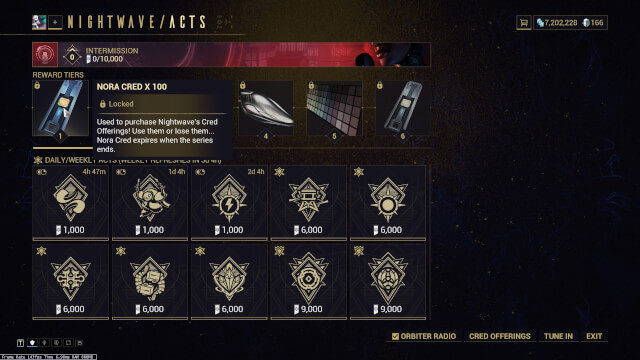 NIGHTWAVE/ACTS
7,202,228 166
INTERMISSION
0 0/10,000
REWARD TIERS
NORA CRED X 100
Locked
Used to purchase Nightwave's Cred
Offerings! Use them or lose them...
Nora Cred expires when the series
ends.
1 4 5 6
DAILY/WEEKLY ACTS (WEEKLY REFRESHES IN
4h 47m 1d 4h 2d 4h
1,000 1,000 1,000 6,000 6,000
6,000 6,000 6,000 9,000 9,000
ORBITER RADIO CRED OFFERINGS TUNE IN EXIT
T